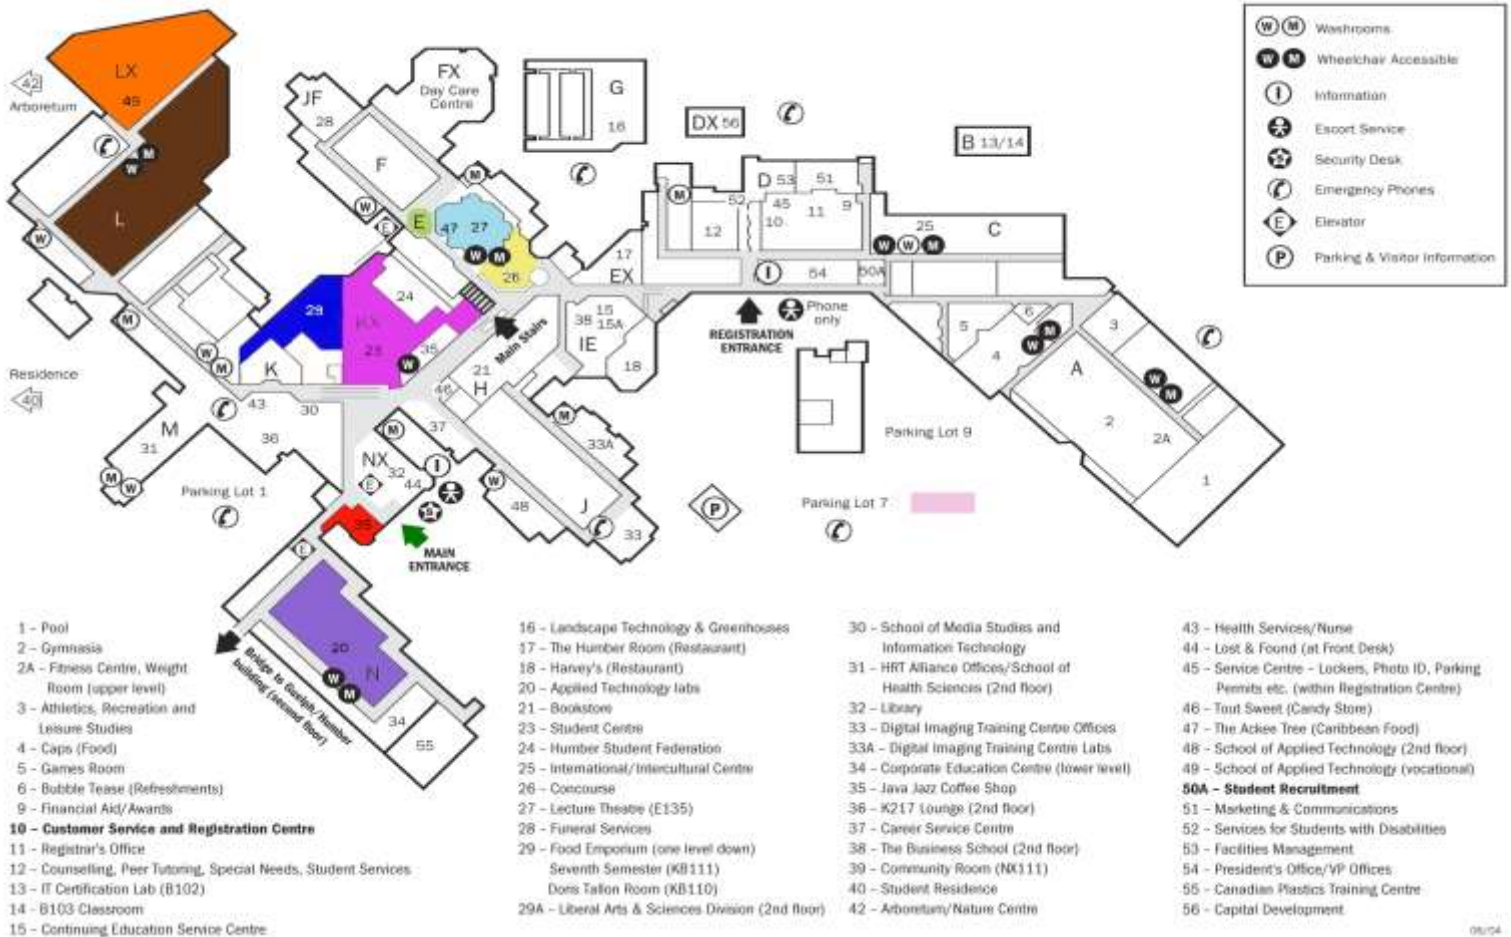 LX
49
42
Arboretum
L
JF
28
F
FX
Day Care
Centre
G
16
DX 56
B 13/14
W M Washrooms
W M Wheelchair Accessible
I Information
Escort Service
S Security Desk
Emergency Phones
E Elevator
P Parking & Visitor Information
E
47
27
26
24
29
KX
23
35
K
43
30
36
M
31
Residence
40
Parking Lot 1
Main Stairs
21
H
46
17
EX
38
15
15A
IE
18
D 53
51
52
45
10
11
9
12
54
50A
25
C
Phone
only
REGISTRATION
ENTRANCE
5
6
4
3
A
2
2A
1
Parking Lot 9
Parking Lot 7
P
37
NX
32
44
33A
48
J
33
MAIN
ENTRANCE
20
N
34
55
Bridge to Guelph/Humber
building (second floor)
1 – Pool
2 – Gymnasia
2A – Fitness Centre, Weight
Room (upper level)
3 – Athletics, Recreation and
Leisure Studies
4 – Caps (Food)
5 – Games Room
6 – Bubble Tease (Refreshments)
9 – Financial Aid/Awards
10 – Customer Service and Registration Centre
11 – Registrar's Office
12 – Counselling, Peer Tutoring, Special Needs, Student Services
13 – IT Certification Lab (B102)
14 – B103 Classroom
15 – Continuing Education Service Centre
16 – Landscape Technology & Greenhouses
17 – The Humber Room (Restaurant)
18 – Harvey's (Restaurant)
20 – Applied Technology labs
21 – Bookstore
23 – Student Centre
24 – Humber Student Federation
25 – International/Intercultural Centre
26 – Concourse
27 – Lecture Theatre (E135)
28 – Funeral Services
29 – Food Emporium (one level down)
Seventh Semester (KB111)
Doris Tallon Room (KB110)
29A – Liberal Arts & Sciences Division (2nd floor)
30 – School of Media Studies and
Information Technology
31 – HRT Alliance Offices/School of
Health Sciences (2nd floor)
32 – Library
33 – Digital Imaging Training Centre Offices
33A – Digital Imaging Training Centre Labs
34 – Corporate Education Centre (lower level)
35 – Java Jazz Coffee Shop
36 – K217 Lounge (2nd floor)
37 – Career Service Centre
38 – The Business School (2nd floor)
39 – Community Room (NX111)
40 – Student Residence
42 – Arboretum/Nature Centre
43 – Health Services/Nurse
44 – Lost & Found (at Front Desk)
45 – Service Centre – Lockers, Photo ID, Parking
Permits etc. (within Registration Centre)
46 – Tout Sweet (Candy Store)
47 – The Ackee Tree (Caribbean Food)
48 – School of Applied Technology (2nd floor)
49 – School of Applied Technology (vocational)
50A – Student Recruitment
51 – Marketing & Communications
52 – Services for Students with Disabilities
53 – Facilities Management
54 – President's Office/VP Offices
55 – Canadian Plastics Training Centre
56 – Capital Development